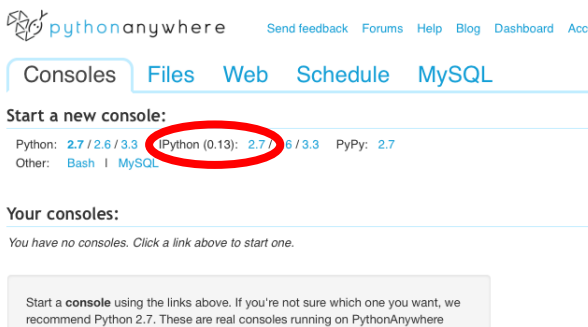 pythonanywhere Send feedback Forums Help Blog Dashboard Acc
Consoles Files Web Schedule MySQL
Start a new console:
Python: 2.7 / 2.6 / 3.3 IPython (0.13): 2.7 / 6 / 3.3 PyPy: 2.7
Other: Bash | MySQL
Your consoles:
You have no consoles. Click a link above to start one.
Start a console using the links above. If you're not sure which one you want, we
recommend Python 2.7. These are real consoles running on PythonAnywhere